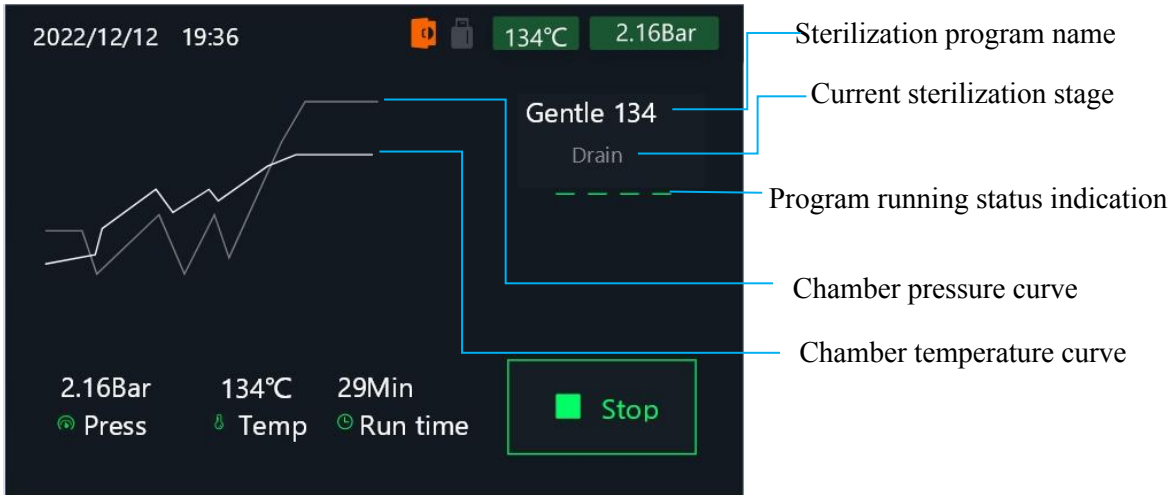 2022/12/12 19:36 134℃ 2.16Bar
Sterilization program name
Gentle 134
Current sterilization stage
Drain
Program running status indication
Chamber pressure curve
Chamber temperature curve
2.16Bar 134℃ 29Min
Press Temp Run time
Stop